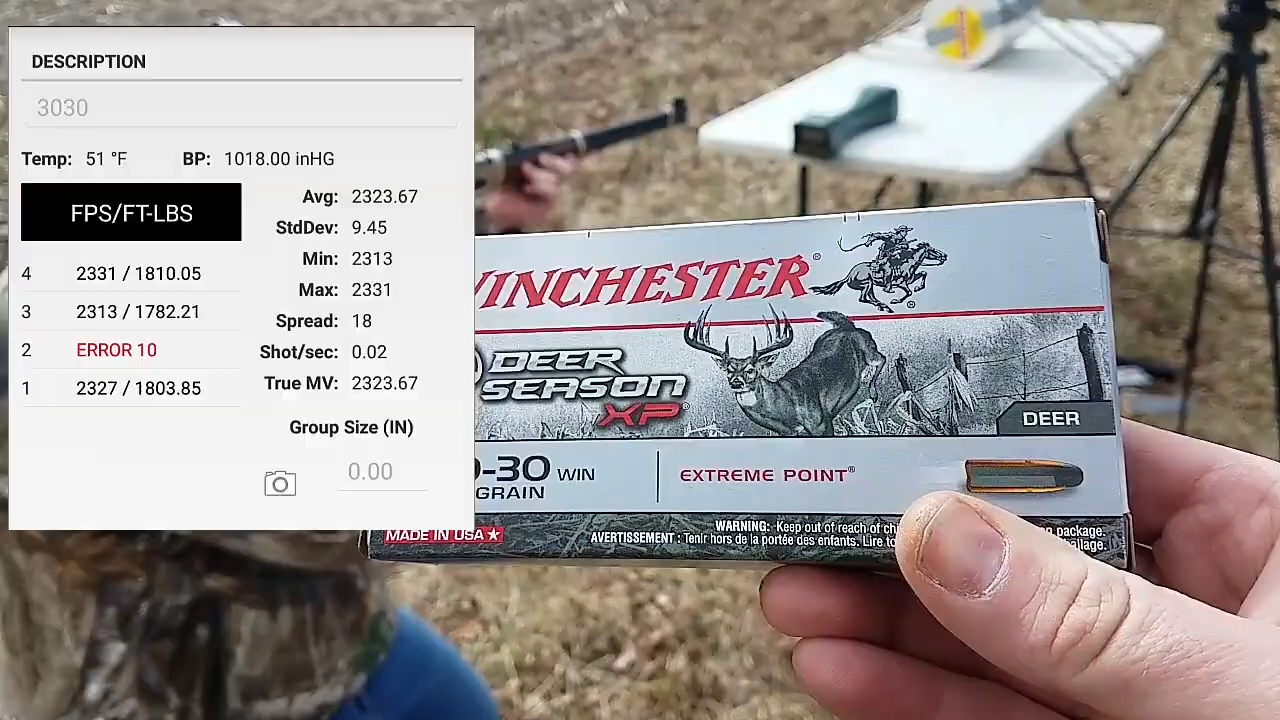 DESCRIPTION
3030
Temp: 51 °F BP: 1018.00 inHG
FPS/FT-LBS
4 2331 / 1810.05
3 2313 / 1782.21
2 ERROR 10
1 2327 / 1803.85
Avg: 2323.67
StdDev: 9.45
Min: 2313
Max: 2331
Spread: 18
Shot/sec: 0.02
True MV: 2323.67
Group Size (IN)
0.00
WINCHESTER®
DEER
SEASON
XP®
DEER
-30 WIN
GRAIN
EXTREME POINT®
MADE IN USA
WARNING: Keep out of reach of package.
AVERTISSEMENT : Tenir hors de la portée des enfants. Lire